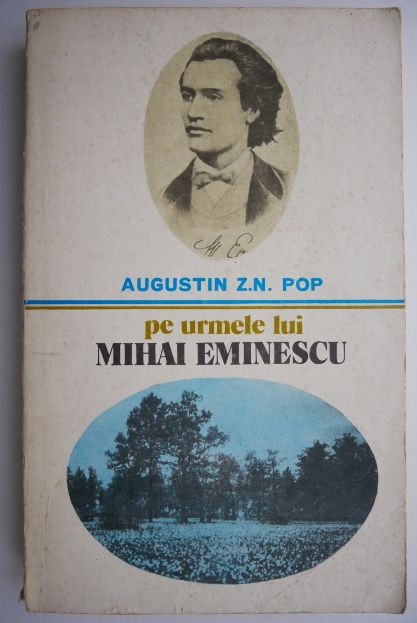 AUGUSTIN Z.N. POP
pe urmele lui
MIHAI EMINESCU